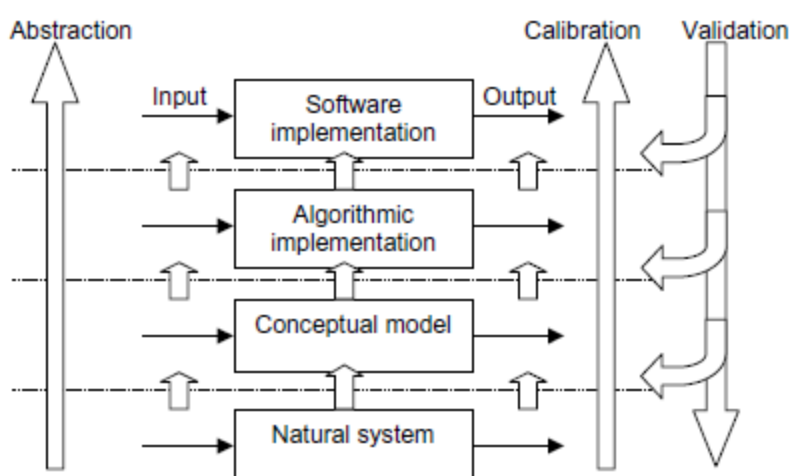 Abstraction
Calibration
Validation
Input
Software
implementation
Output
Algorithmic
implementation
Conceptual model
Natural system